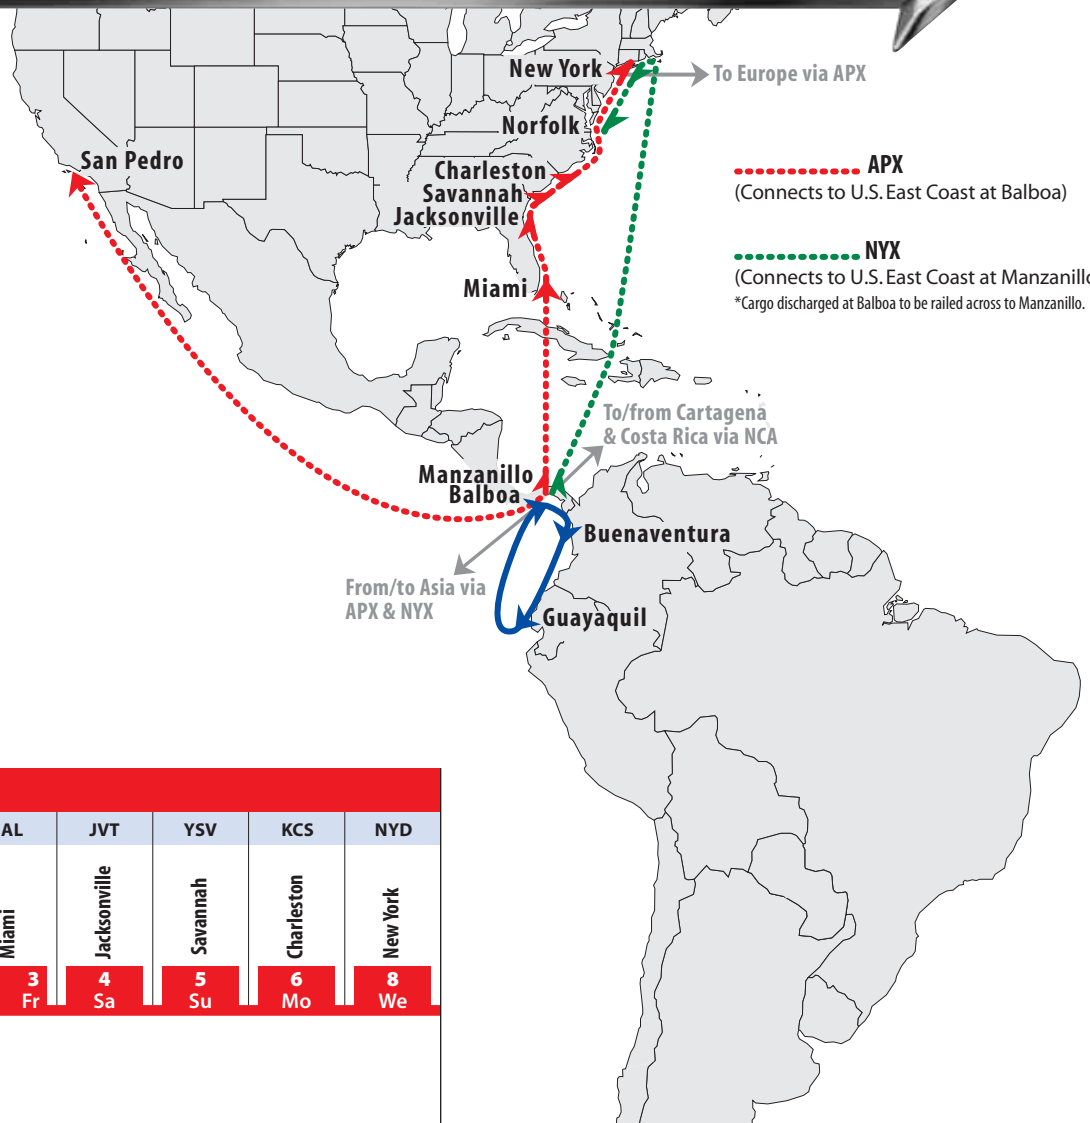 New York
To Europe via APX
Norfolk
San Pedro
Charleston
Savannah
Jacksonville
Miami
APX
(Connects to U.S. East Coast at Balboa)
NYX
(Connects to U.S. East Coast at Manzanillo
*Cargo discharged at Balboa to be railed across to Manzanillo.
To/from Cartagena
& Costa Rica via NCA
Manzanillo
Balboa
Buenaventura
From/to Asia via
APX & NYX
Guayaquil
AL JVT YSV KCS NYD
Miami Jacksonville Savannah Charleston New York
3 4 5 6 8
Fr Sa Su Mo We